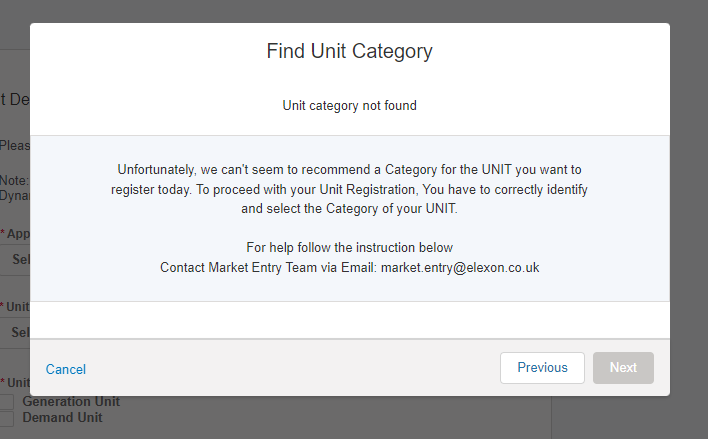 Find Unit Category
Unit category not found
t De
Pleas
Unfortunately, we can't seem to recommend a Category for the UNIT you want to
Note:
register today. To proceed with your Unit Registration, You have to correctly identify
Dynar
and select the Category of your UNIT.
* App
For help follow the instruction below
Sel
Contact Market Entry Team via Email: market.entry@elexon.co.uk
* Unit
Sel
Cancel
Previous
Next
* Unit
Generation Unit
Demand Unit